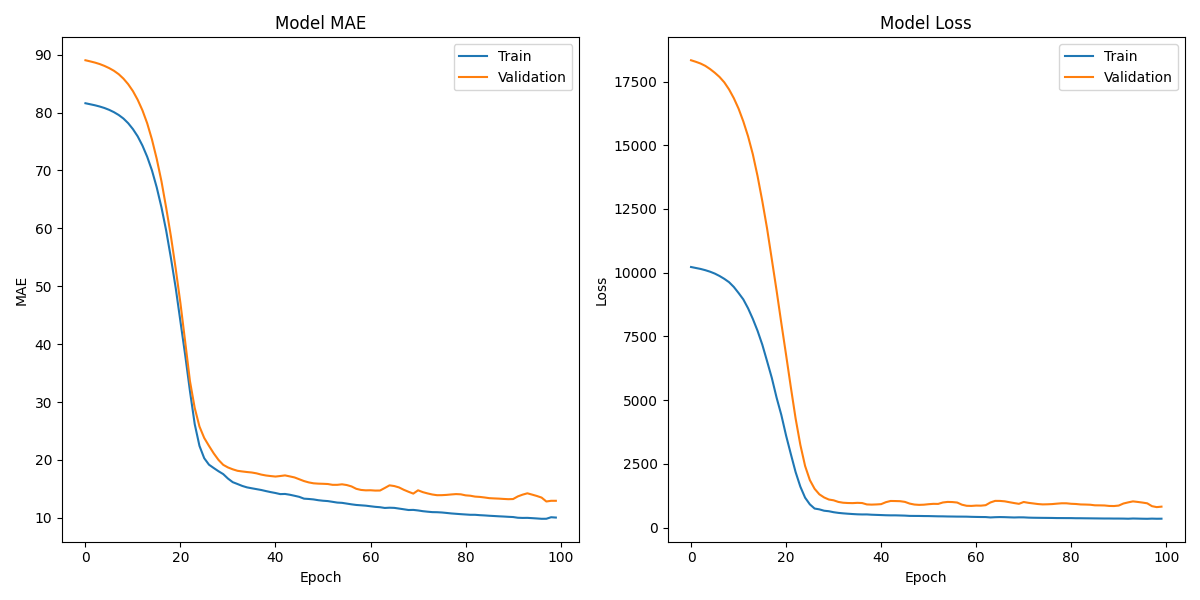 Model MAE
Train
Validation
90
80
70
60
50
40
30
20
10
MAE
0 20 40 60 80 100
Epoch
Model Loss
Train
Validation
17500
15000
12500
10000
7500
5000
2500
0
Loss
0 20 40 60 80 100
Epoch